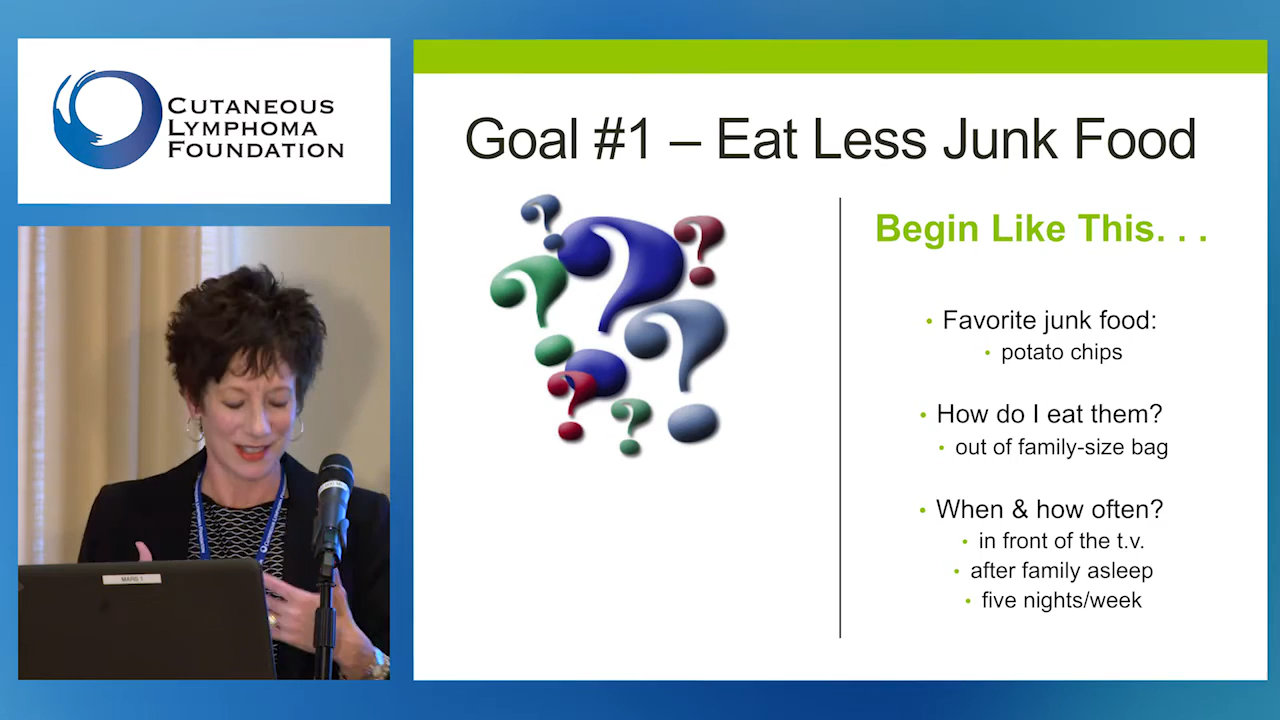 CUTANEOUS
LYMPHOMA
FOUNDATION
MARS 1
Goal #1 – Eat Less Junk Food
Begin Like This. . .
• Favorite junk food:
• potato chips
• How do I eat them?
• out of family-size bag
• When & how often?
• in front of the t.v.
• after family asleep
• five nights/week